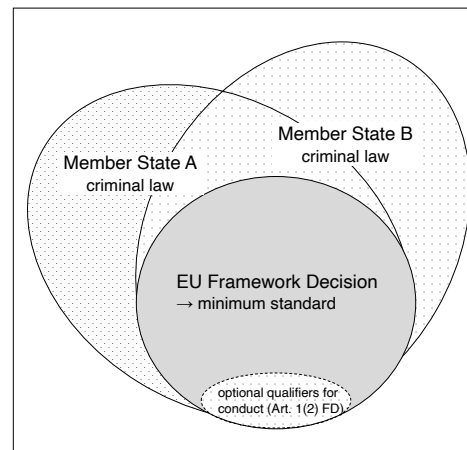 Member State B
criminal law
Member State A
criminal law
EU Framework Decision
→ minimum standard
optional qualifiers for
conduct (Art. 1(2) FD)